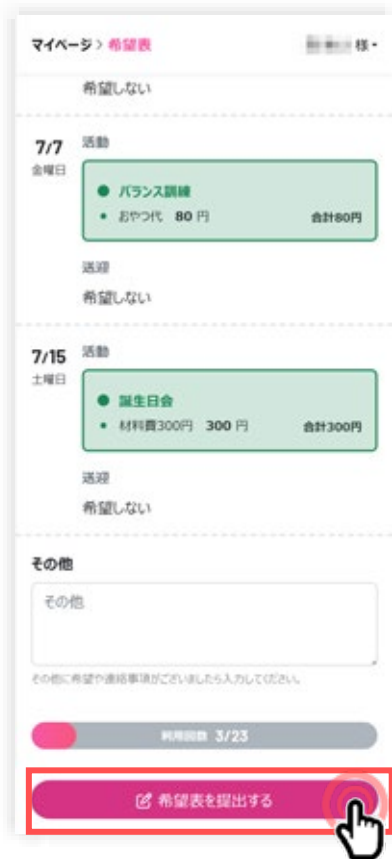 マイページ > 希望表 様
希望しない
7/7 活動
金曜日
バランス訓練
おやつ代 80 円 合計80円
送迎
希望しない
7/15 活動
土曜日
誕生日会
材料費300円 300 円 合計300円
送迎
希望しない
その他
その他
その他に希望や連絡事項がございましたら入力してください。
利用回数 3/23
希望表を提出する